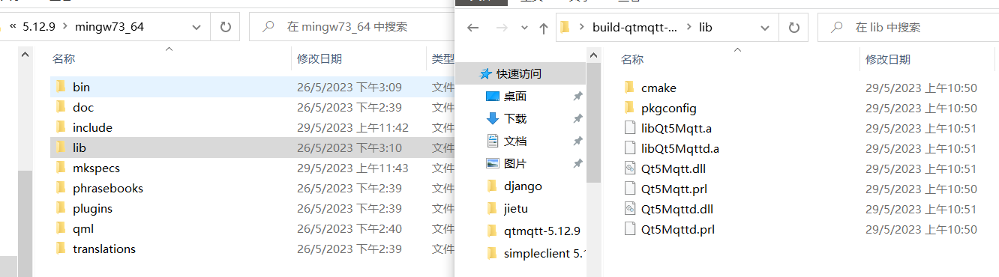 « 5.12.9 › mingw73_64
在 mingw73_64 中搜索
名称 修改日期 类型
bin 26/5/2023 下午3:09 文件
doc 26/5/2023 下午2:39 文件
include 29/5/2023 上午11:42 文件
lib 26/5/2023 下午3:10 文件
mkspecs 29/5/2023 上午11:43 文件
phrasebooks 26/5/2023 下午2:39 文件
plugins 26/5/2023 下午2:39 文件
qml 26/5/2023 下午2:40 文件
translations 26/5/2023 下午2:39 文件
› build-qtmqtt-... › lib
在 lib 中搜索
快速访问
桌面
下载
文档
图片
django
jietu
qtmqtt-5.12.9
simpleclient 5.1
名称 修改日期
cmake 29/5/2023 上午10:50
pkgconfig 29/5/2023 上午10:50
libQt5Mqtt.a 29/5/2023 上午10:51
libQt5Mqttd.a 29/5/2023 上午10:51
Qt5Mqtt.dll 29/5/2023 上午10:51
Qt5Mqtt.prl 29/5/2023 上午10:50
Qt5Mqttd.dll 29/5/2023 上午10:51
Qt5Mqttd.prl 29/5/2023 上午10:50